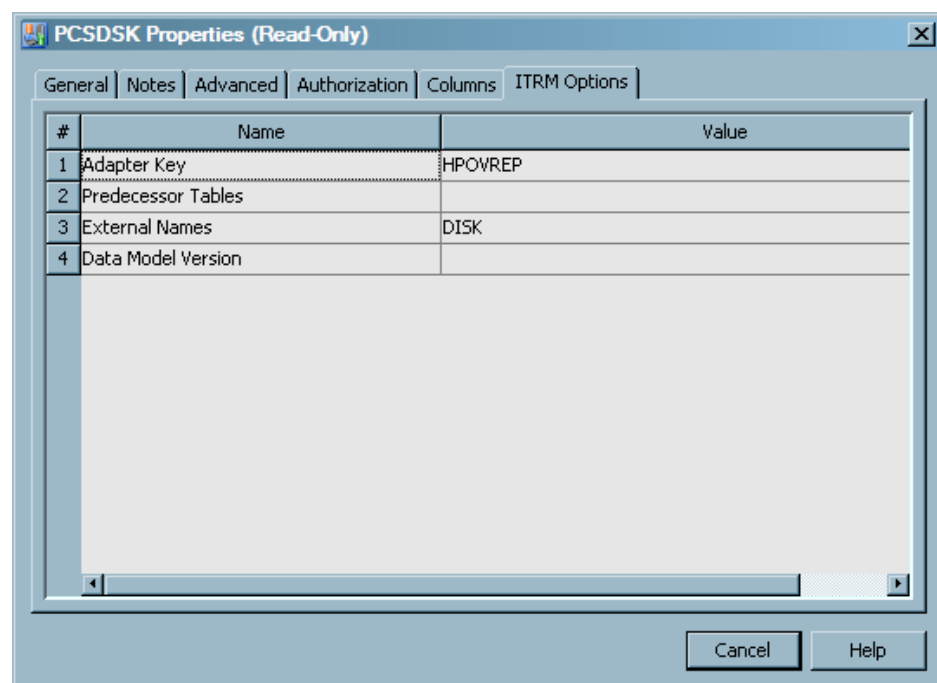 PCSDSK Properties (Read-Only)
General Notes Advanced Authorization Columns ITRM Options
# Name Value
1 Adapter Key HPOVREP
2 Predecessor Tables
3 External Names DISK
4 Data Model Version
Cancel Help